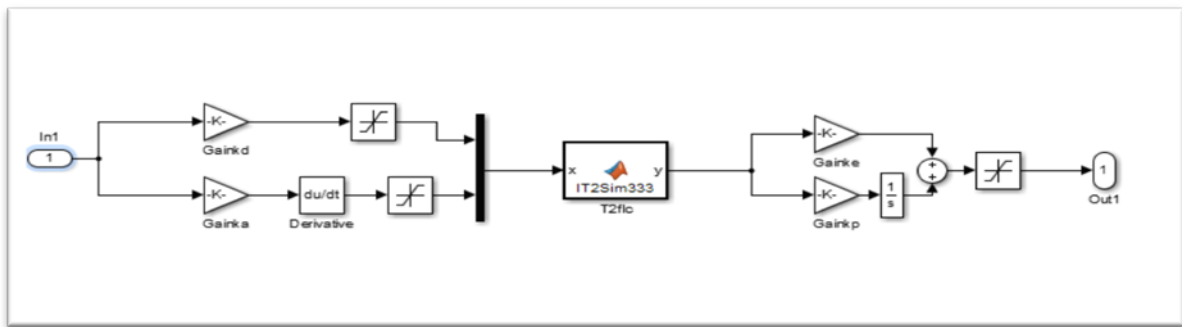 In1
1
-K-
Gainkd
-K-
Gainka
du/dt
Derivative
x
y
IT2Sim333
T2flc
-K-
Gainke
-K-
Gainkp
1
s
+
+
1
Out1